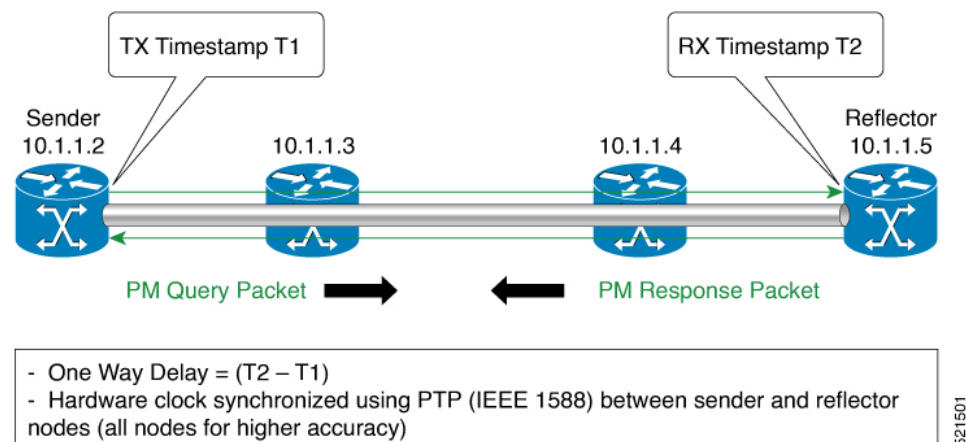 TX Timestamp T1
RX Timestamp T2
Sender
10.1.1.2
10.1.1.3
10.1.1.4
Reflector
10.1.1.5
PM Query Packet
PM Response Packet
- One Way Delay = (T2 – T1)
- Hardware clock synchronized using PTP (IEEE 1588) between sender and reflector
nodes (all nodes for higher accuracy)
521501